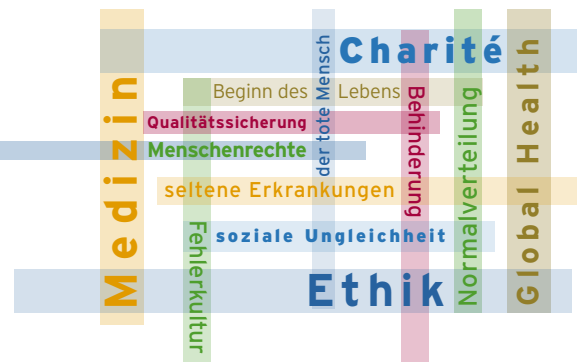 Charité
Beginn des Lebens
Qualitätssicherung
Menschenrechte
seltene Erkrankungen
soziale Ungleichheit
Ethik
Medizin
Fehlerkultur
der tote Mensch
Behinderung
Normalverteilung
Global Health